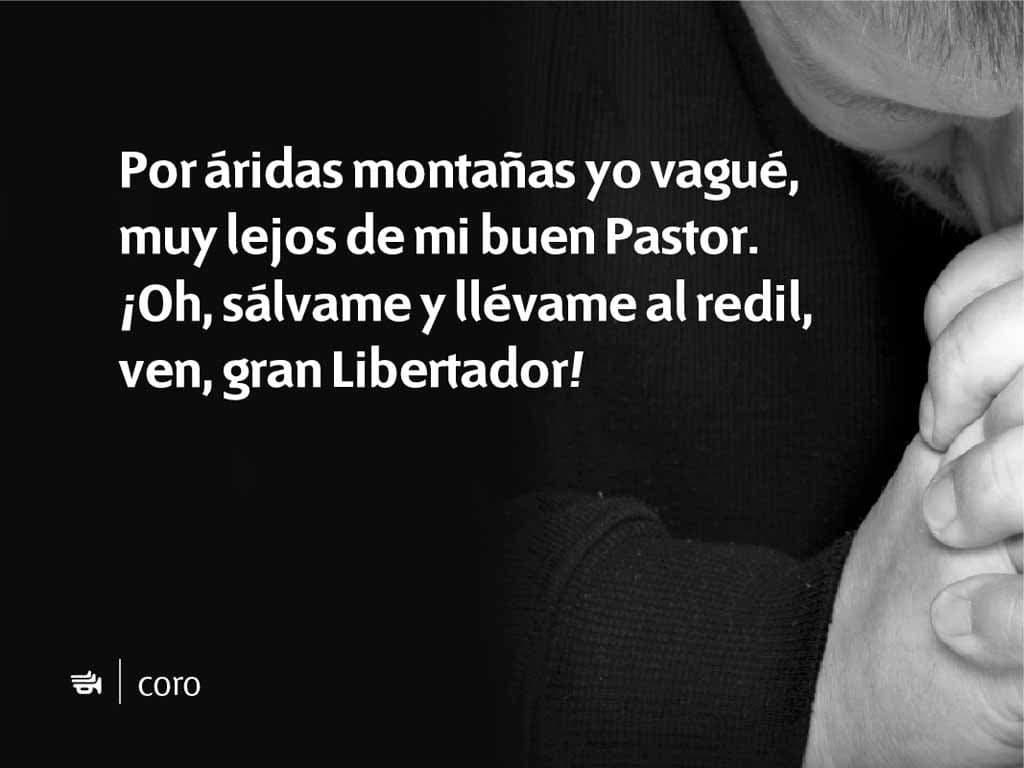 Por áridas montañas yo vagué,
muy lejos de mi buen Pastor.
¡Oh, sálvame y llévame al redil,
ven, gran Libertador!
coro